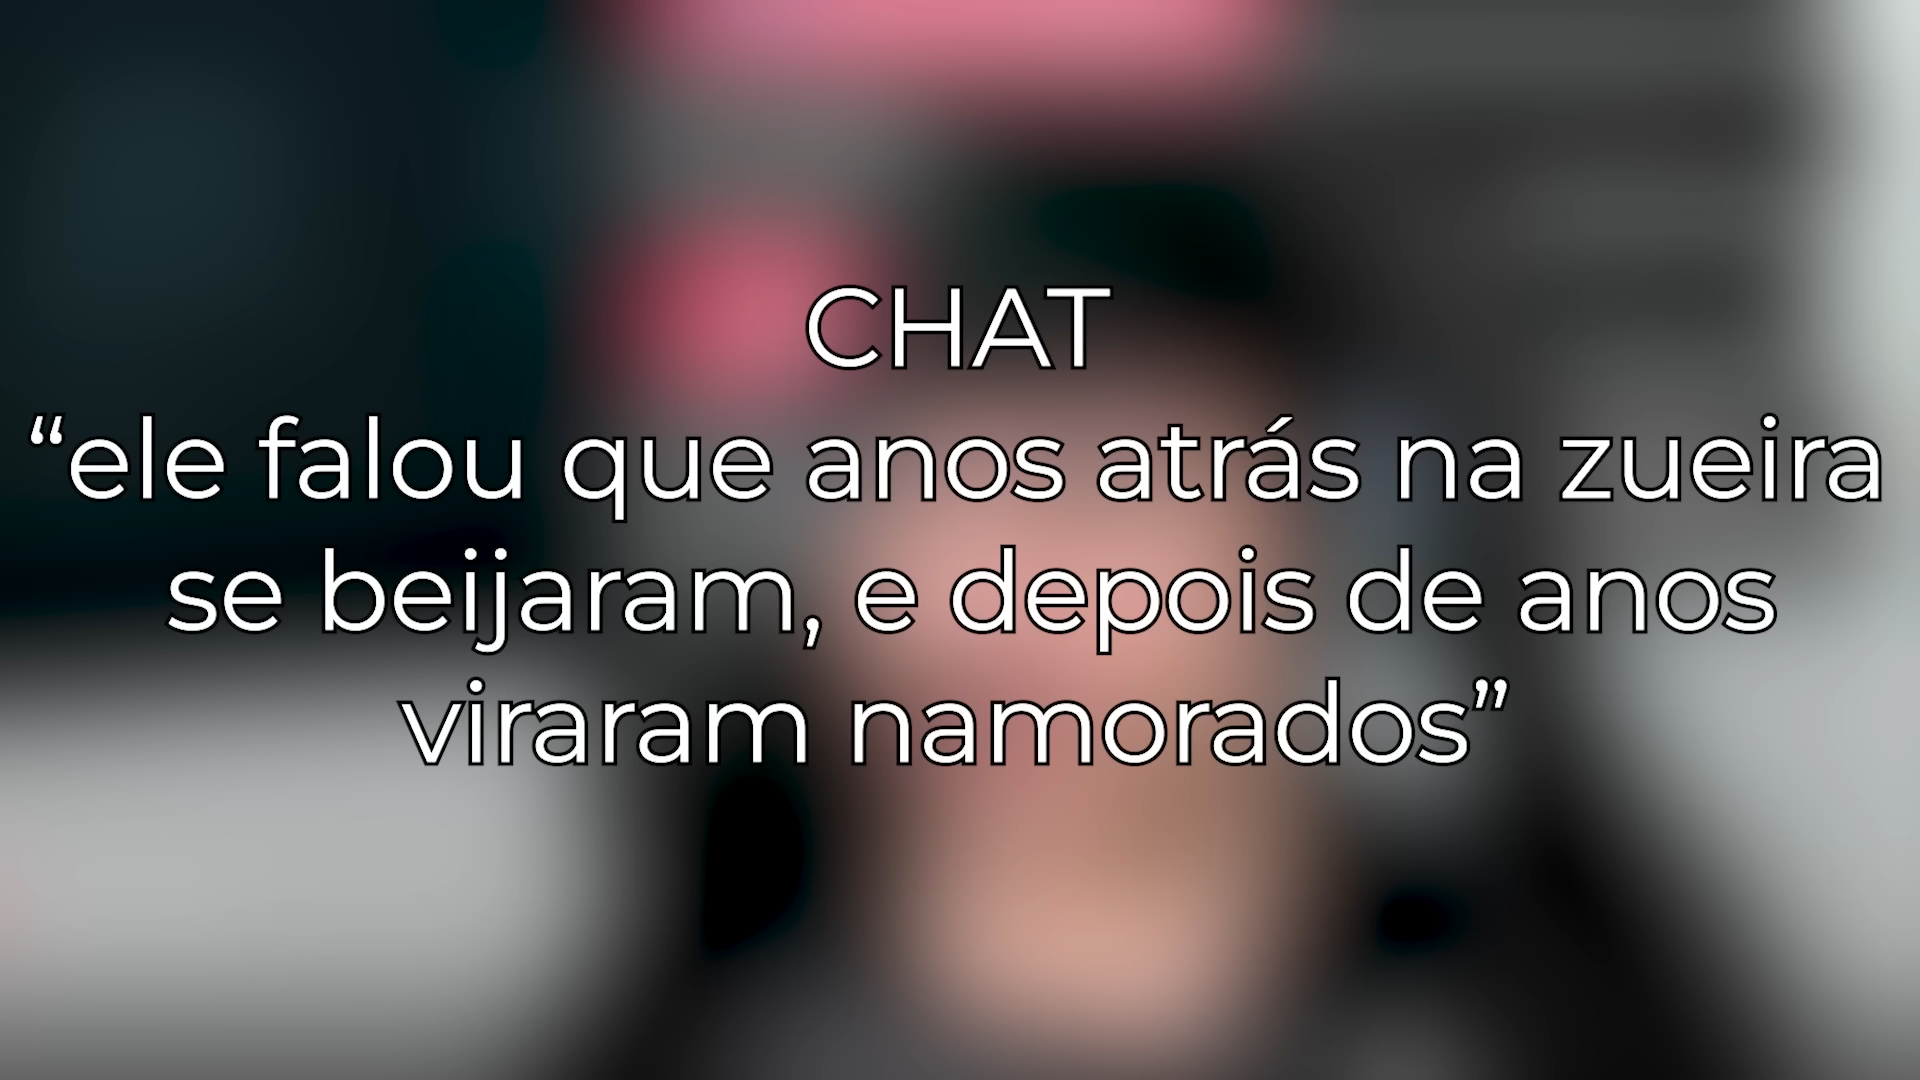 CHAT
“ele falou que anos atrás na zueira
se beijaram, e depois de anos
viraram namorados”